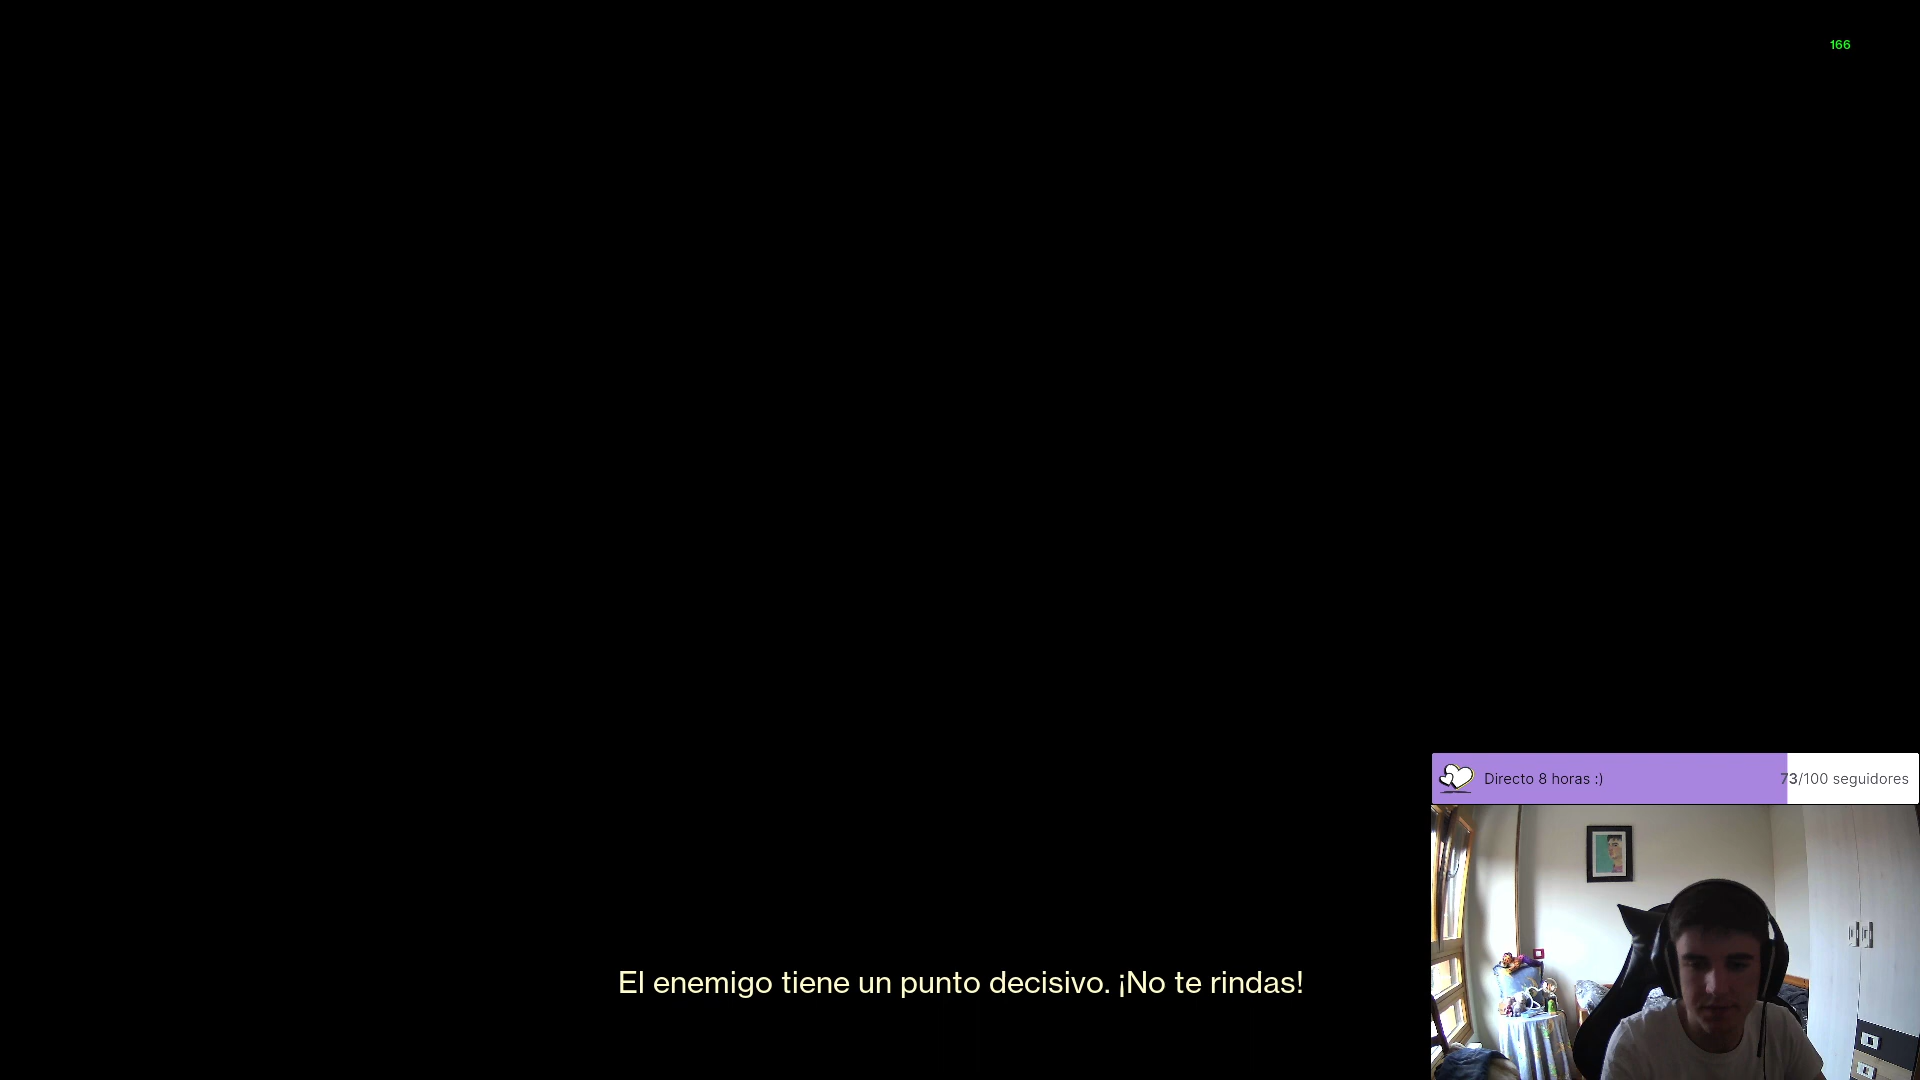 166
Directo 8 horas :)
73/100 seguidores
El enemigo tiene un punto decisivo. ¡No te rindas!